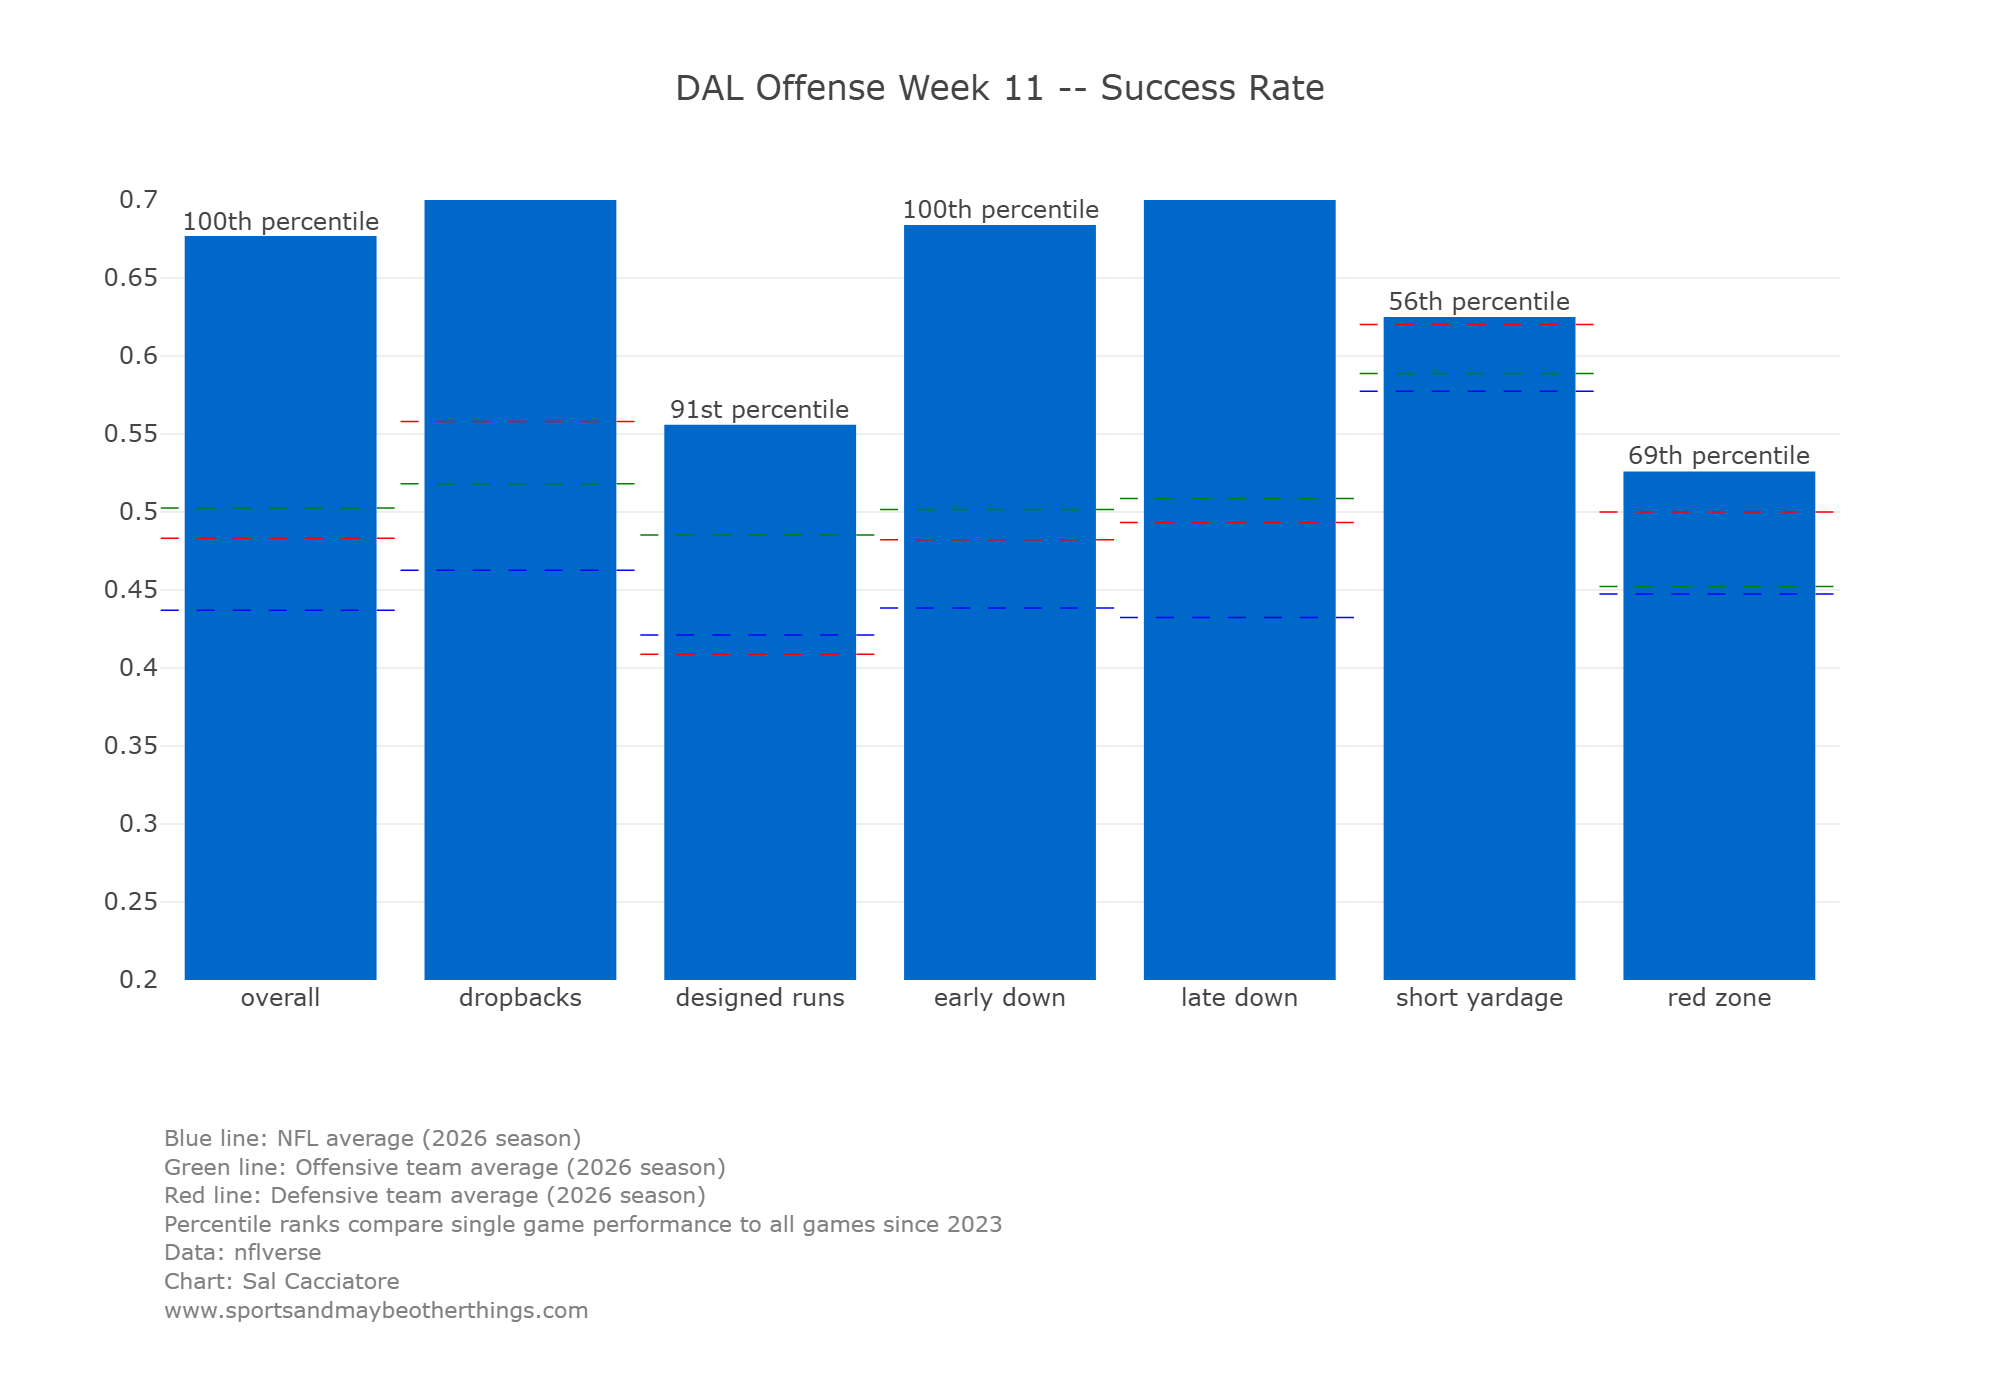 DAL Offense Week 11 -- Success Rate
0.7
100th percentile
100th percentile
0.65
56th percentile
0.6
91st percentile
0.55
69th percentile
0.5
0.45
0.4
0.35
0.3
0.25
0.2
overall
dropbacks
designed runs
early down
late down
short yardage
red zone
Blue line: NFL average (2026 season)
Green line: Offensive team average (2026 season)
Red line: Defensive team average (2026 season)
Percentile ranks compare single game performance to all games since 2023
Data: nflverse
Chart: Sal Cacciatore
www.sportsandmaybeotherthings.com